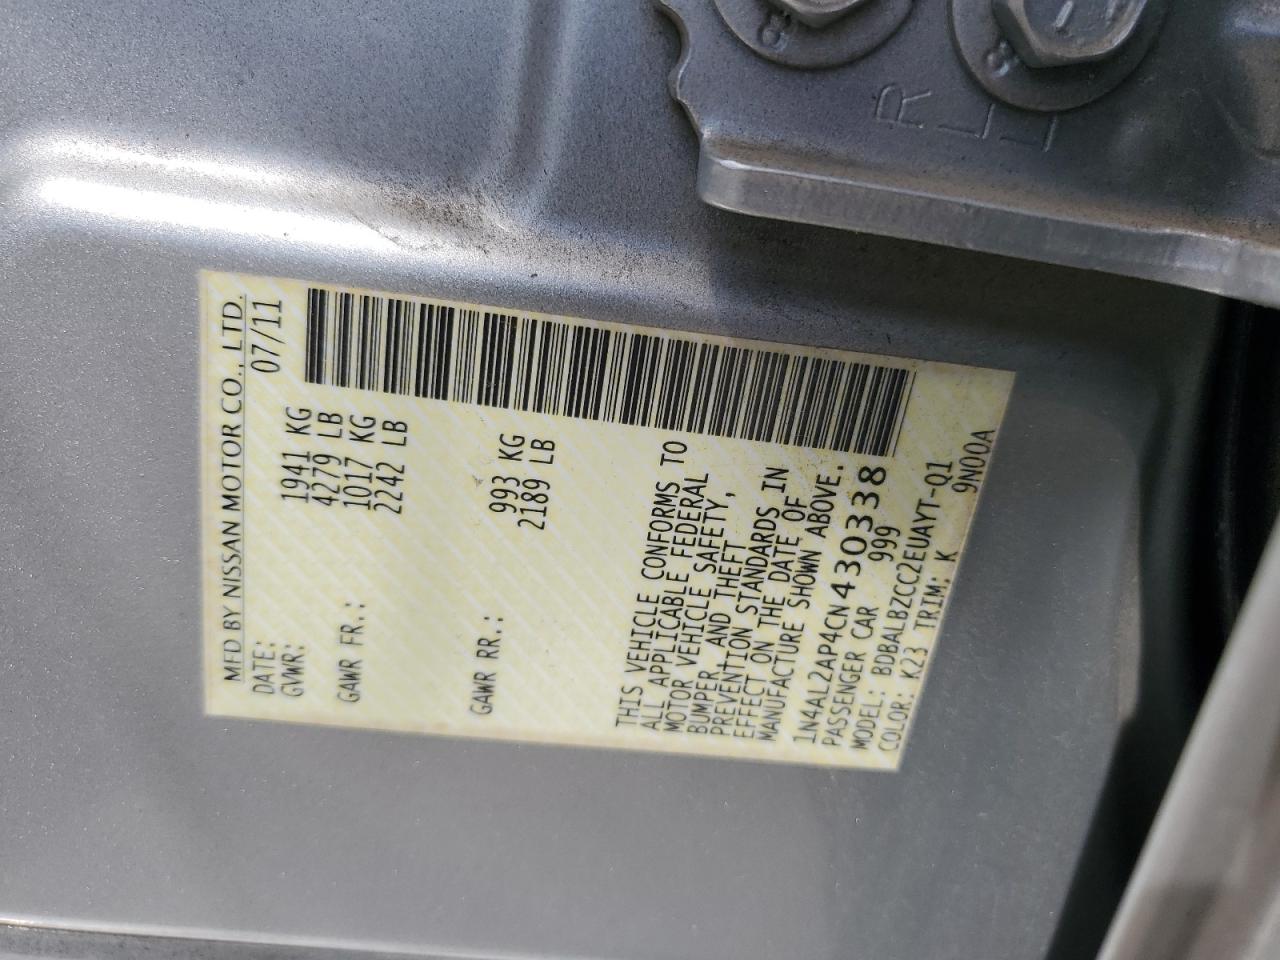 MFD BY NISSAN MOTOR CO., LTD.
DATE: 07/11
GVWR: 1941 KG
4279 LB
GAWR FR.: 1017 KG
2242 LB
GAWR RR.: 993 KG
2189 LB
THIS VEHICLE CONFORMS TO
ALL APPLICABLE FEDERAL
MOTOR VEHICLE SAFETY,
BUMPER, AND THEFT
PREVENTION STANDARDS IN
EFFECT ON THE DATE OF
MANUFACTURE SHOWN ABOVE.
1N4AL2AP4CN430338
PASSENGER CAR 999
MODEL: BDBALBZCC2EUAYT-Q1
COLOR: K23 TRIM: K 9N00A
R
L
L